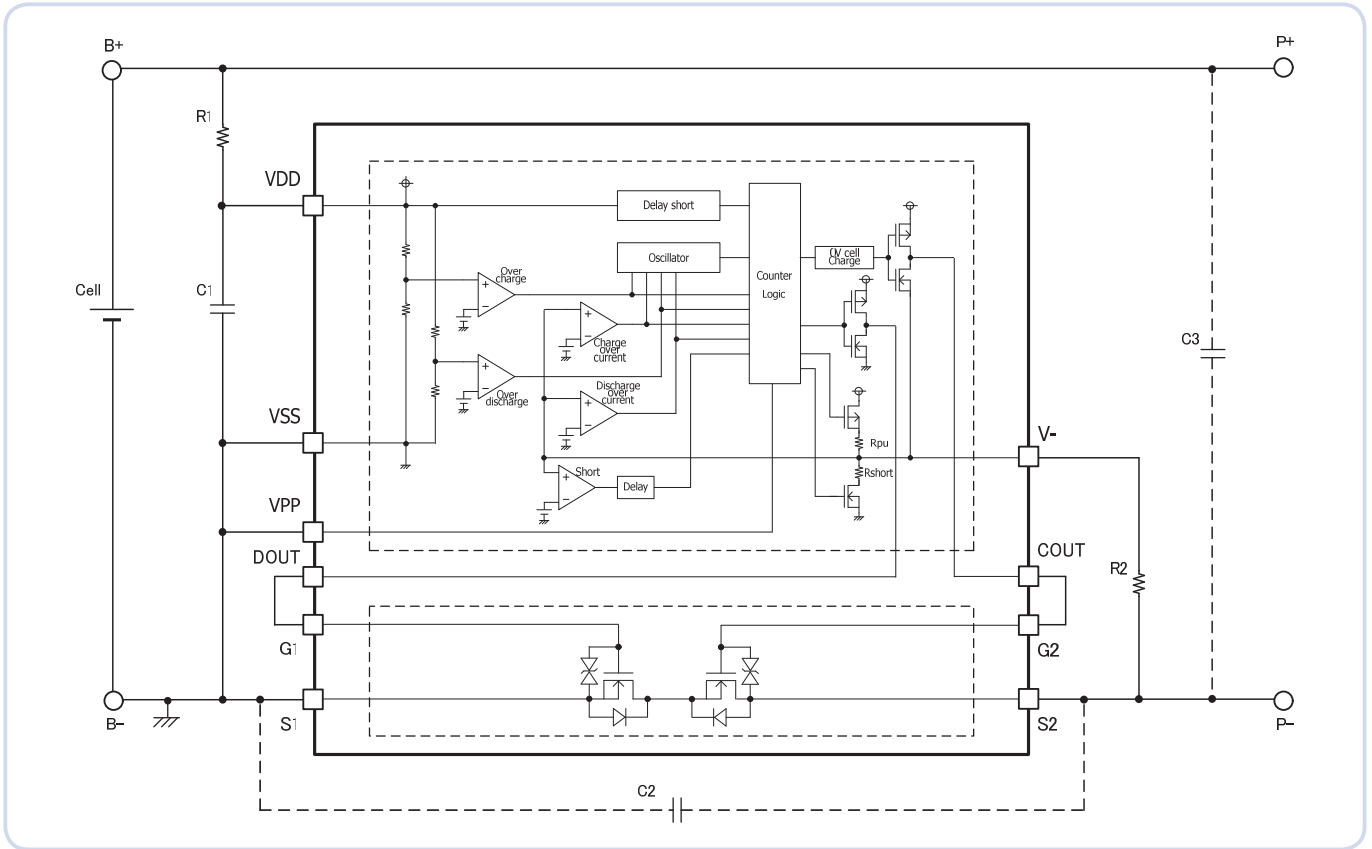 B+
P+
R1
VDD
Delay short
Oscillator
Over
charge
Counter
Logic
0V cell
Charge
Cell
C1
Charge
over
current
C3
Over
discharge
Discharge
over
current
VSS
V-
Rpu
Short
Delay
Rshort
VPP
DOUT
COUT
R2
G1
G2
B-
S1
S2
P-
C2